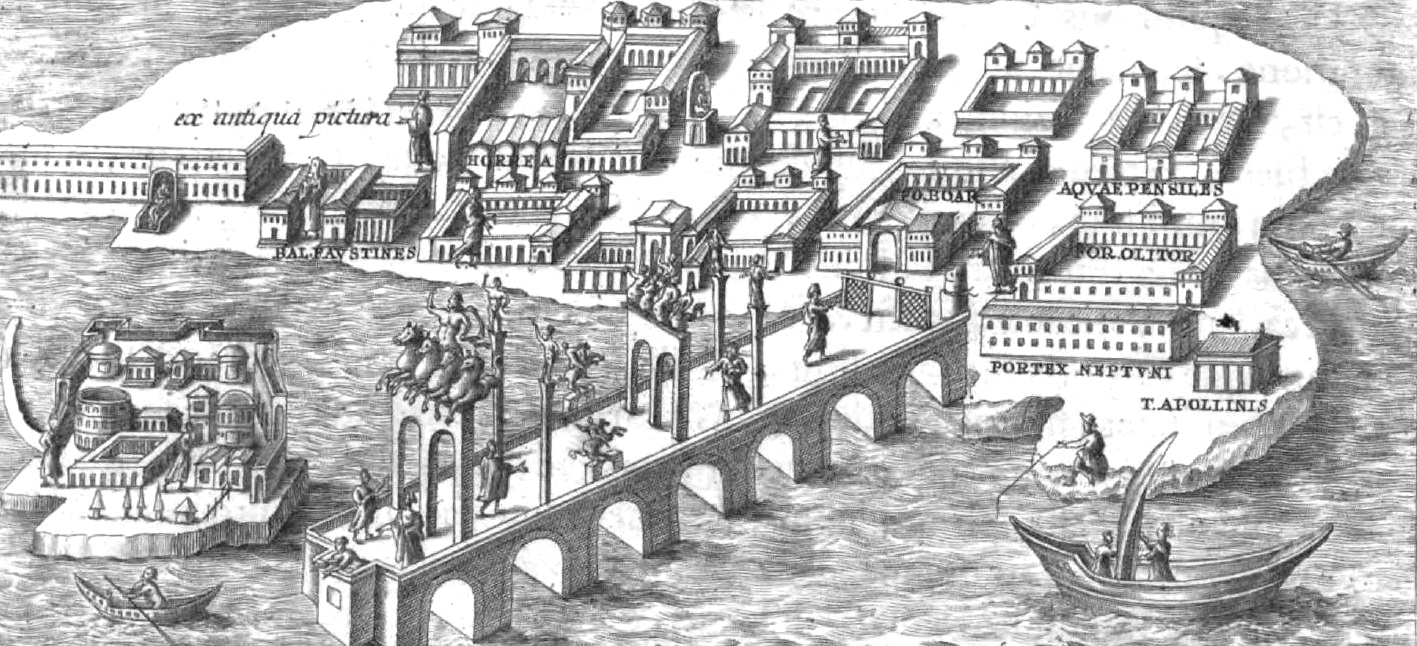 ex antiqua pictura
HORREA
BAL.FAVSTINES
FO.BOAR
AQVAE PENSILES
FOR.OLITOR
PORTEX NEPTVNI
T.APOLLINIS